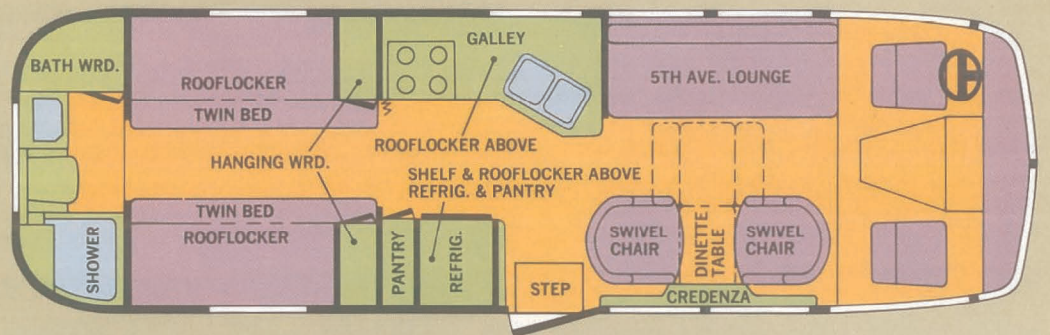 BATH WRD.
ROOFLOCKER
TWIN BED
GALLEY
5TH AVE. LOUNGE
ROOFLOCKER ABOVE
HANGING WRD.
SHELF & ROOFLOCKER ABOVE
REFRIG. & PANTRY
TWIN BED
ROOFLOCKER
SHOWER
PANTRY
REFRIG.
STEP
SWIVEL
CHAIR
DINETTE
TABLE
SWIVEL
CHAIR
CREDENZA